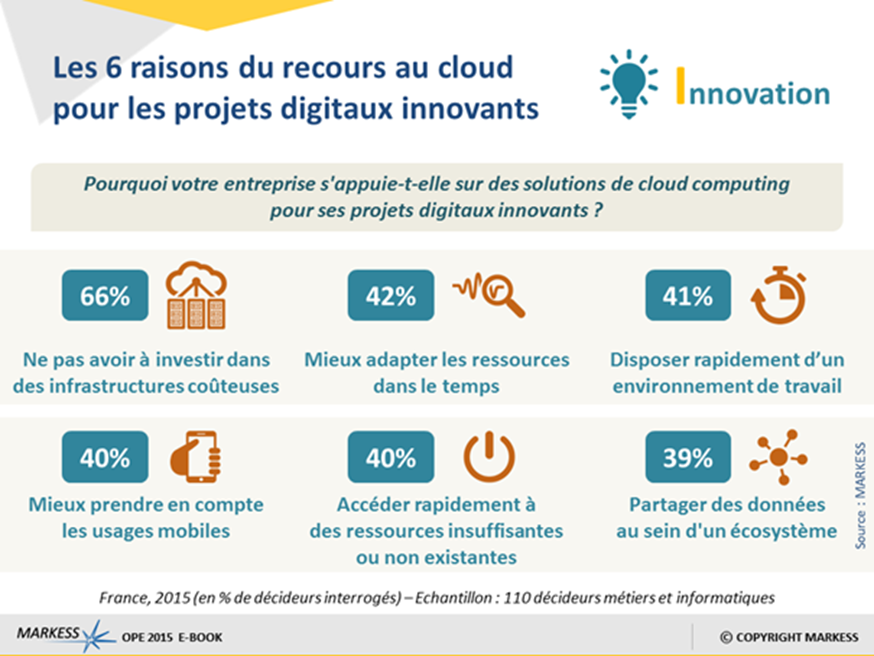 Les 6 raisons du recours au cloud
pour les projets digitaux innovants
Innovation
Pourquoi votre entreprise s'appuie-t-elle sur des solutions de cloud computing
pour ses projets digitaux innovants ?
66%
Ne pas avoir à investir dans
des infrastructures coûteuses
42%
Mieux adapter les ressources
dans le temps
41%
Disposer rapidement d’un
environnement de travail
40%
Mieux prendre en compte
les usages mobiles
40%
Accéder rapidement à
des ressources insuffisantes
ou non existantes
39%
Partager des données
au sein d'un écosystème
Source : MARKESS
France, 2015 (en % de décideurs interrogés) – Echantillon : 110 décideurs métiers et informatiques
MARKESS OPE 2015 E-BOOK
© COPYRIGHT MARKESS